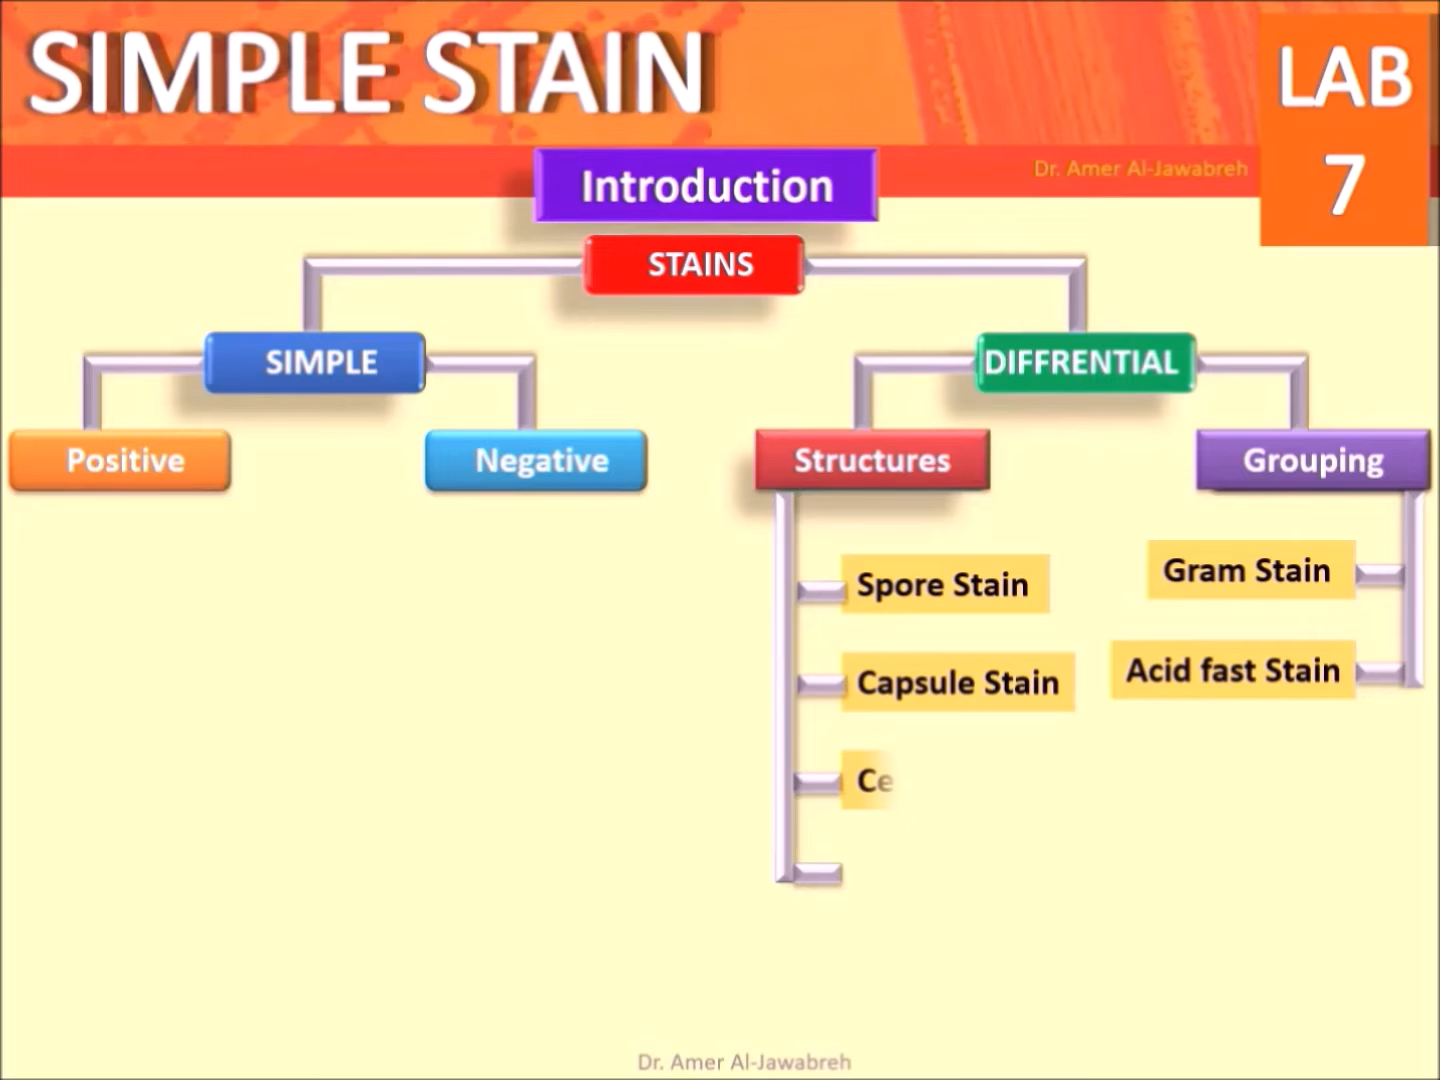 SIMPLE STAIN
LAB
7
Dr. Amer Al-Jawabreh
Introduction
STAINS
SIMPLE
DIFFRENTIAL
Positive
Negative
Structures
Grouping
Spore Stain
Gram Stain
Capsule Stain
Acid fast Stain
Ce
Dr. Amer Al-Jawabreh